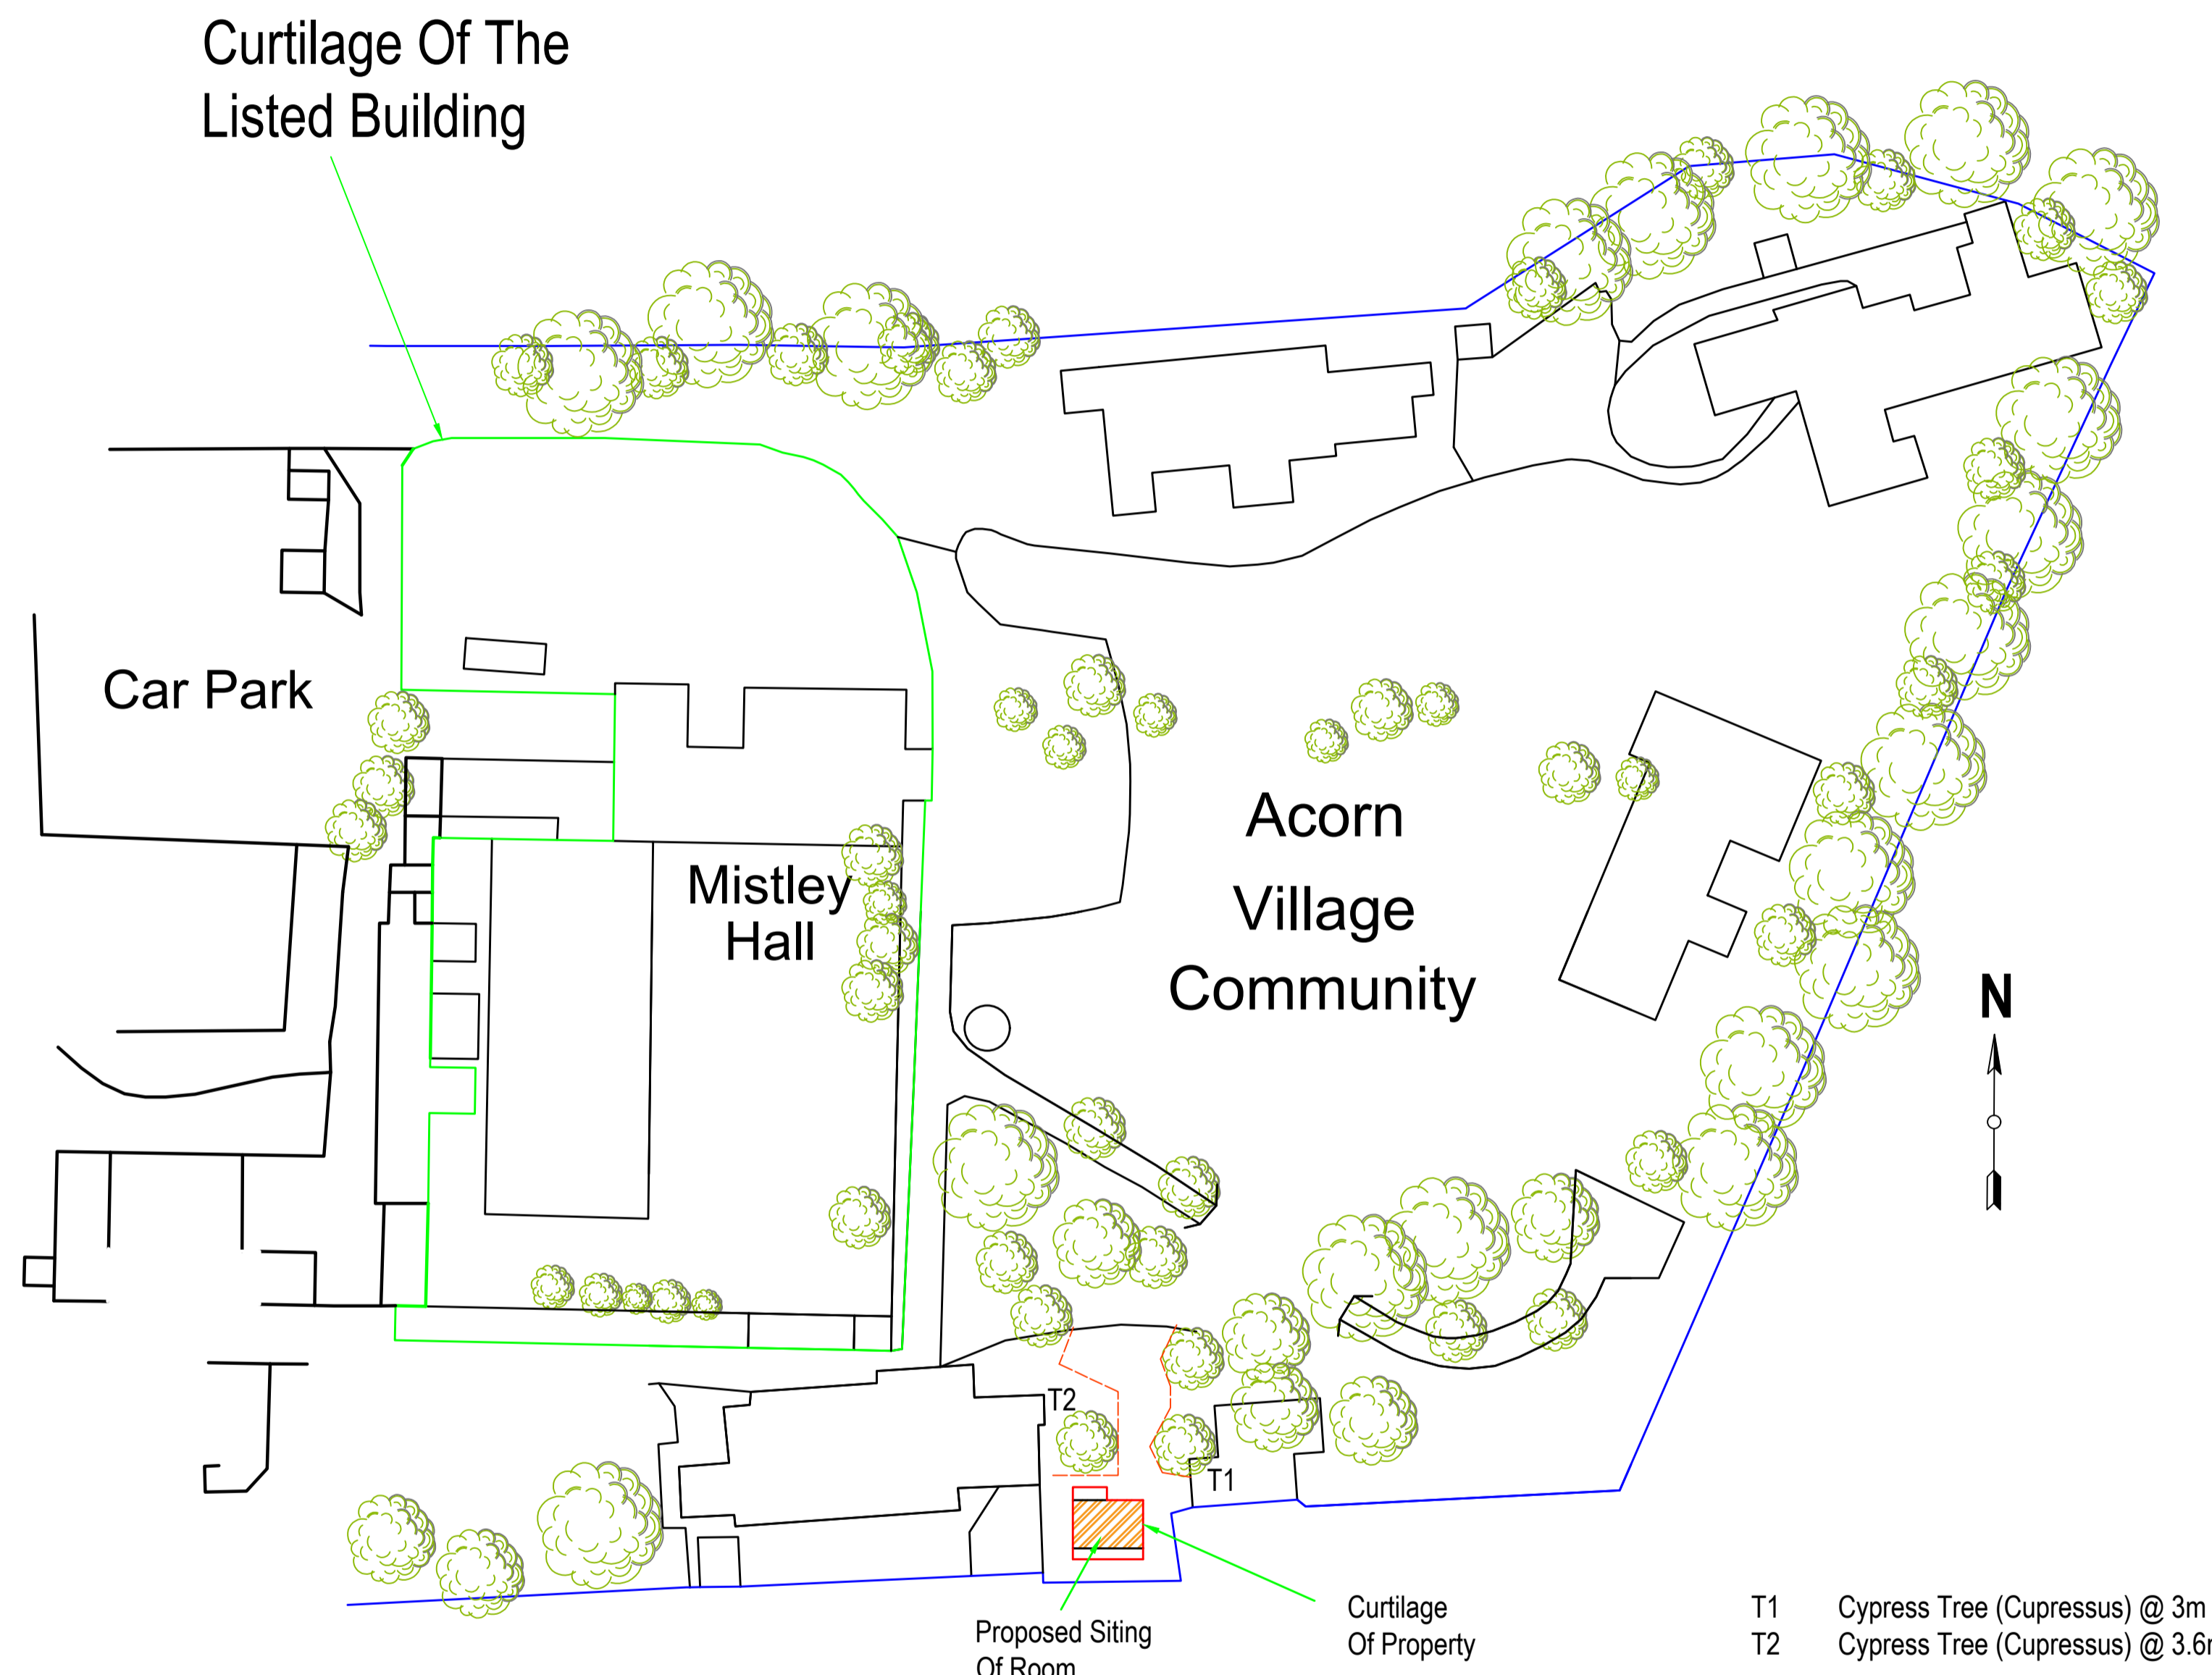 Curtilage Of The
Listed Building
Car Park
Mistley
Hall
Acorn
Village
Community
N
T2
T1
Proposed Siting
Of Room
Curtilage
Of Property
T1 Cypress Tree (Cupressus) @ 3m
T2 Cypress Tree (Cupressus) @ 3.6m